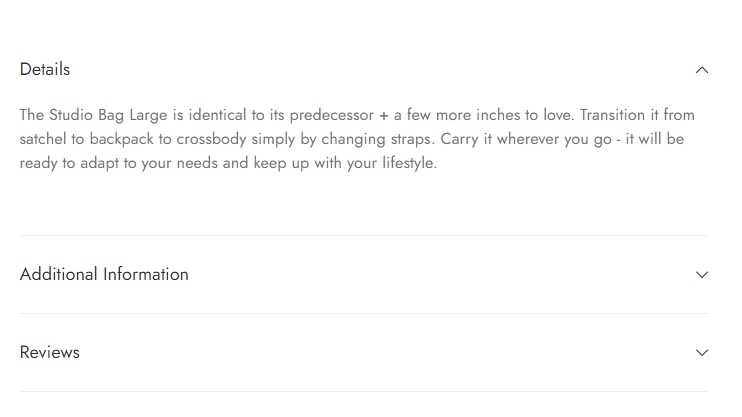 Details
The Studio Bag Large is identical to its predecessor + a few more inches to love. Transition it from
satchel to backpack to crossbody simply by changing straps. Carry it wherever you go - it will be
ready to adapt to your needs and keep up with your lifestyle.
Additional Information
Reviews